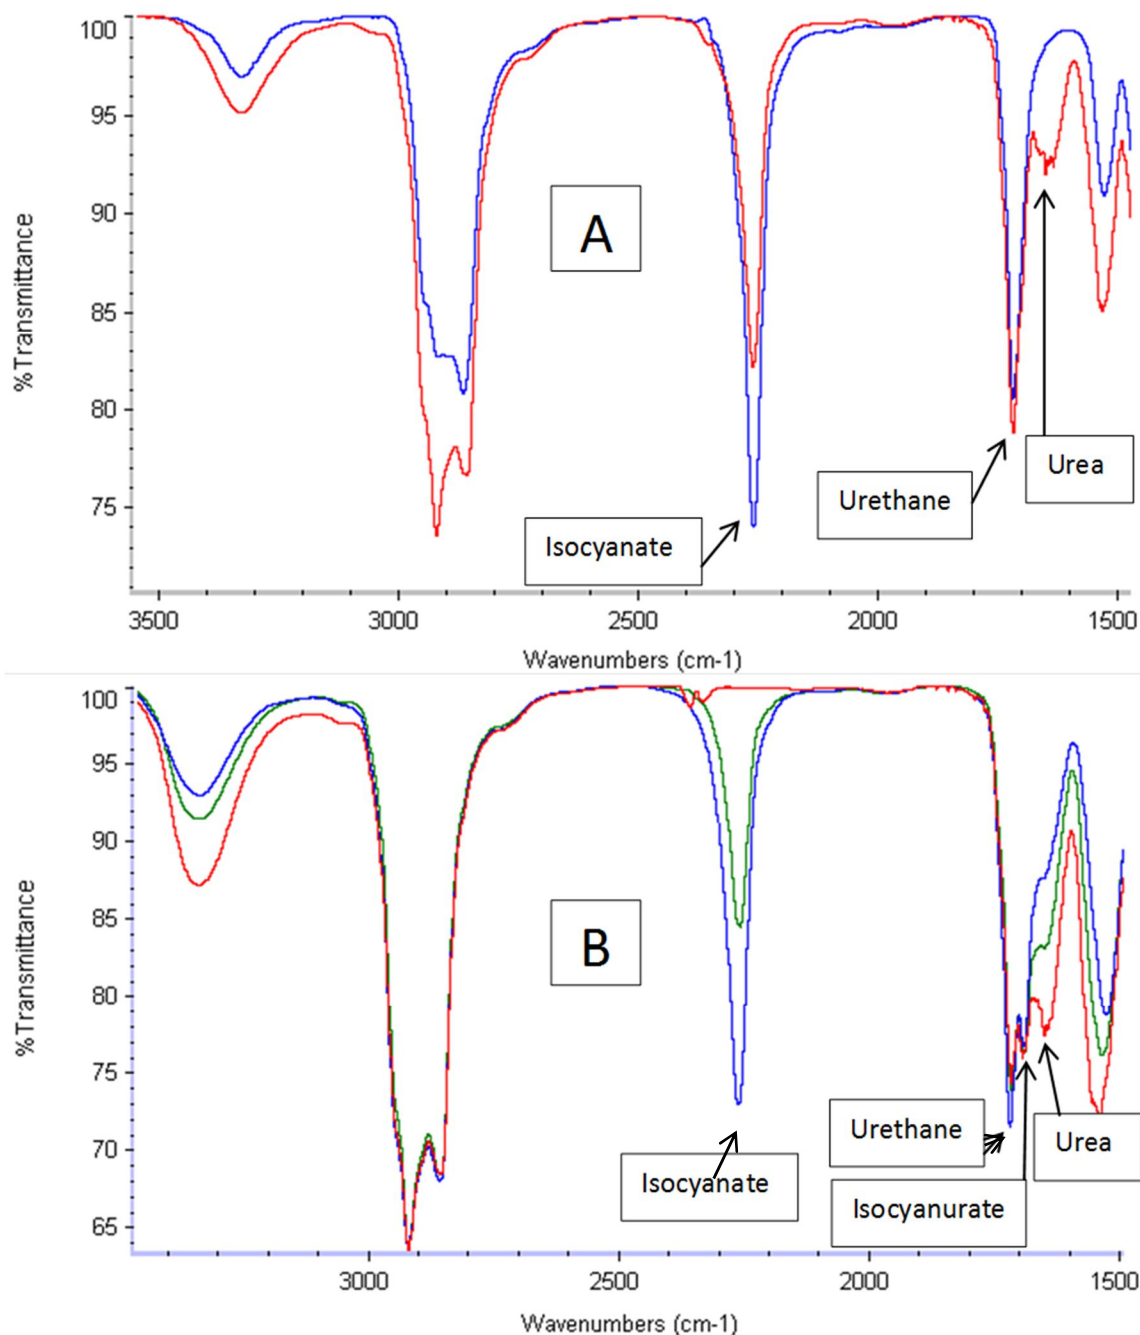 100
95
90
85
80
75
%Transmittance
A
Isocyanate
Urethane
Urea
3500 3000 2500 2000 1500
Wavenumbers (cm-1)
100
95
90
85
80
75
70
65
%Transmittance
B
Isocyanate
Urethane
Urea
Isocyanurate
3000 2500 2000 1500
Wavenumbers (cm-1)